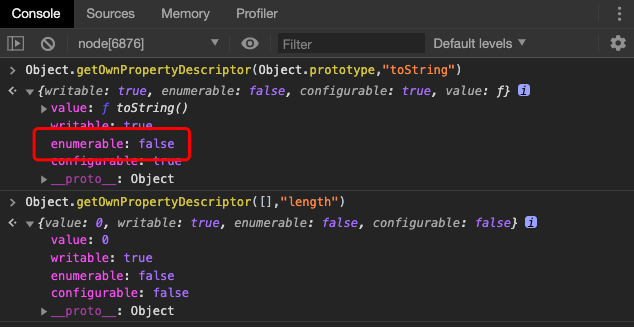 Console Sources Memory Profiler
node[6876] Filter Default levels
Object.getOwnPropertyDescriptor(Object.prototype,"toString")
{writable: true, enumerable: false, configurable: true, value: ƒ} i
value: ƒ toString()
writable: true
enumerable: false
configurable: true
__proto__: Object
Object.getOwnPropertyDescriptor([],"length")
{value: 0, writable: true, enumerable: false, configurable: false} i
value: 0
writable: true
enumerable: false
configurable: false
__proto__: Object